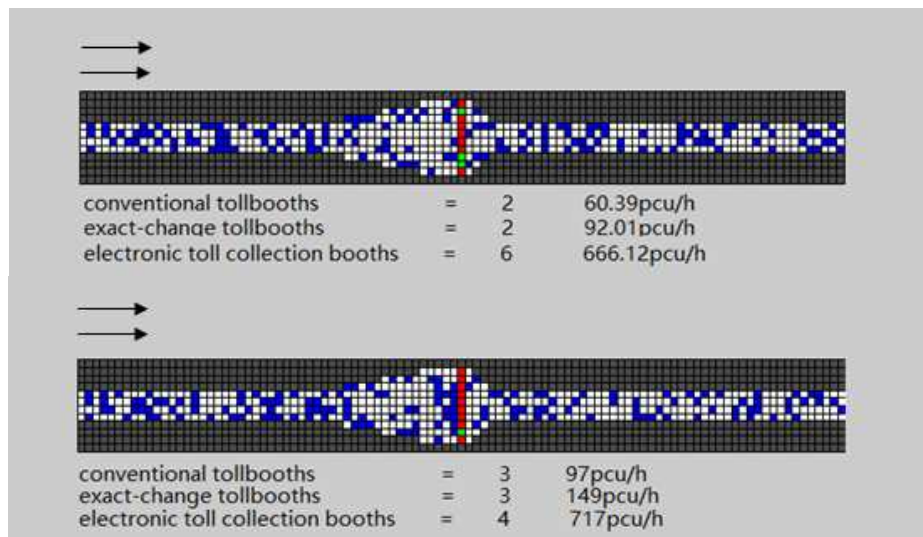 conventional tollbooths = 2 60.39pcu/h
exact-change tollbooths = 2 92.01pcu/h
electronic toll collection booths = 6 666.12pcu/h
conventional tollbooths = 3 97pcu/h
exact-change tollbooths = 3 149pcu/h
electronic toll collection booths = 4 717pcu/h